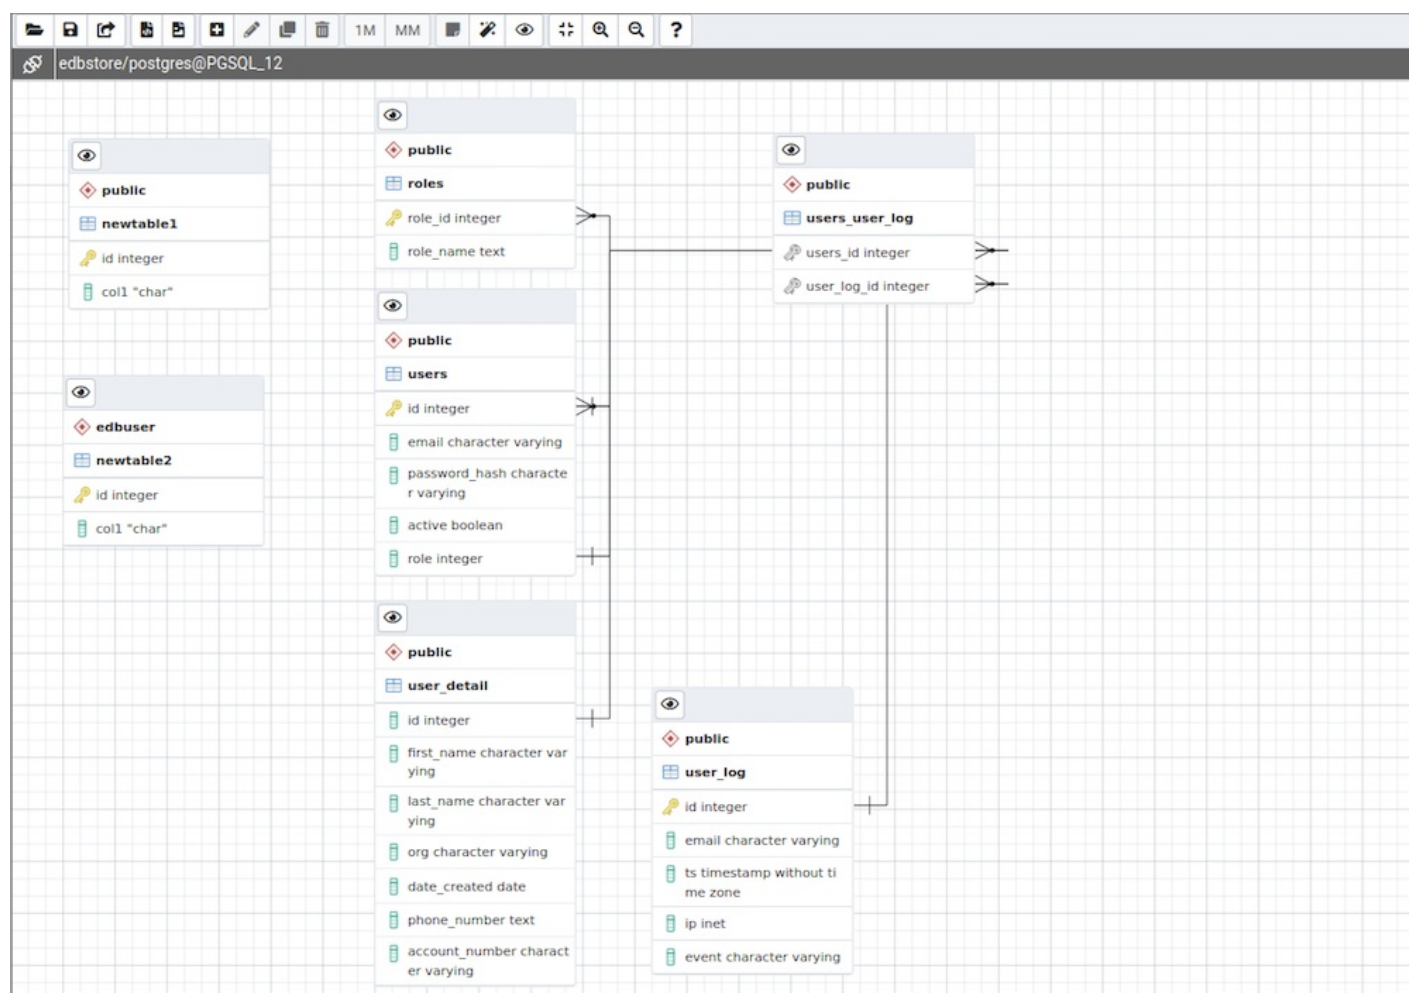 1M MM ?
edbstore/postgres@PGSQL_12
public
newtable1
id integer
col1 "char"
edbuser
newtable2
id integer
col1 "char"
public
roles
role_id integer
role_name text
public
users
id integer
email character varying
password_hash characte
r varying
active boolean
role integer
public
user_detail
id integer
first_name character var
ying
last_name character var
ying
org character varying
date_created date
phone_number text
account_number charact
er varying
public
users_user_log
users_id integer
user_log_id integer
public
user_log
id integer
email character varying
ts timestamp without ti
me zone
ip inet
event character varying